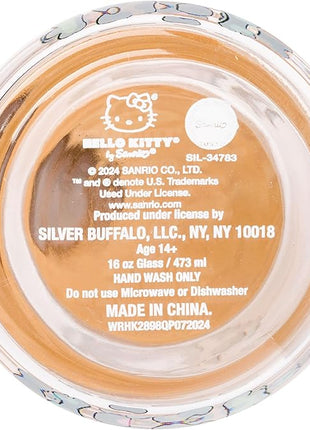 HELLO KITTY®
by Sanrio®
Sanrio
SIL-34783
© 2024 SANRIO CO., LTD.
™ and ® denote U.S. Trademarks
Used Under License.
www.sanrio.com
Produced under license by
SILVER BUFFALO, LLC., NY, NY 10018
Age 14+
16 oz Glass / 473 ml
HAND WASH ONLY
Do not use Microwave or Dishwasher
MADE IN CHINA.
WRHK2898QP072024